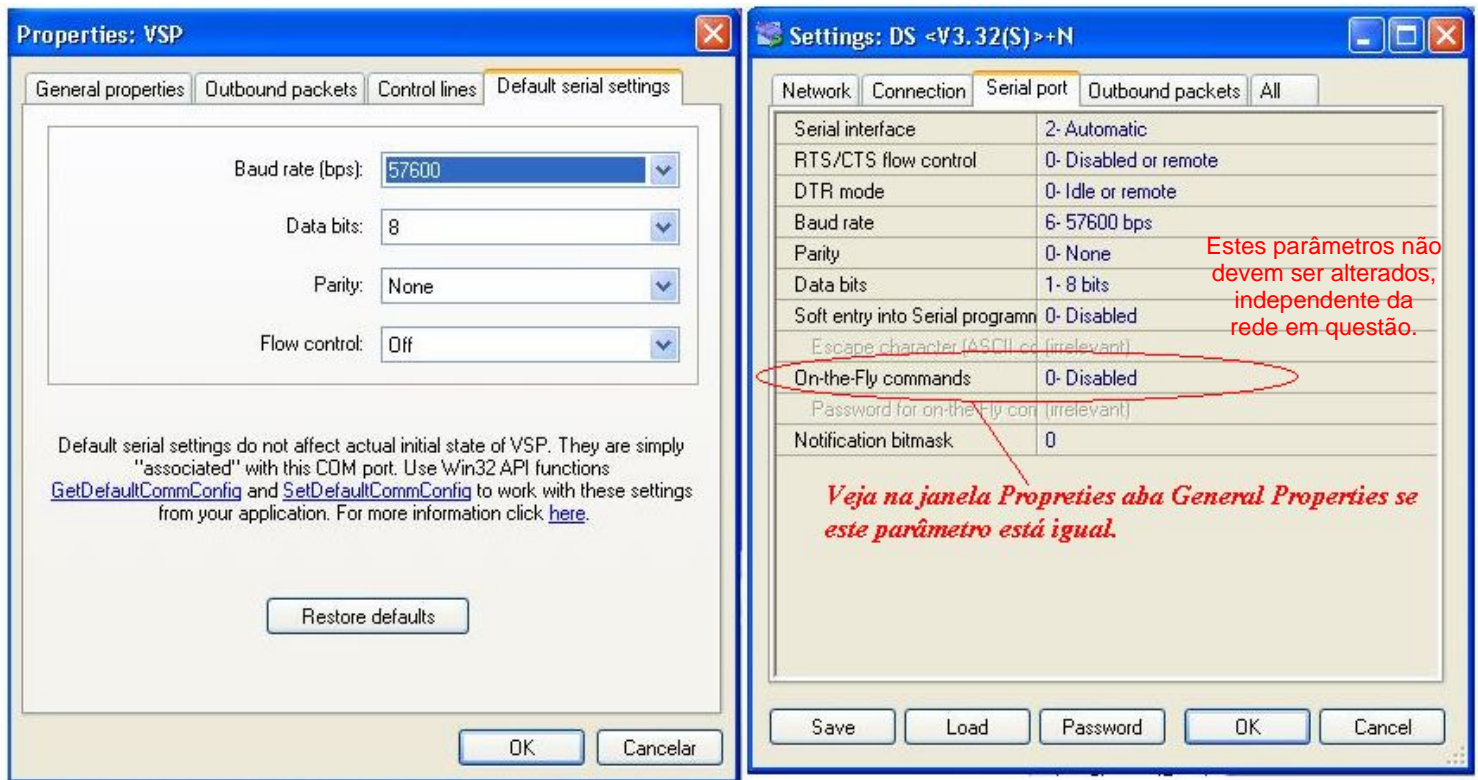 Properties: VSP
General properties
Outbound packets
Control lines
Default serial settings
Baud rate (bps): 57600
Data bits: 8
Parity: None
Flow control: Off
Default serial settings do not affect actual initial state of VSP. They are simply
"associated" with this COM port. Use Win32 API functions
GetDefaultCommConfig and SetDefaultCommConfig to work with these settings
from your application. For more information click here.
Restore defaults
OK
Cancelar
Settings: DS <V3.32(S)>+N
Network
Connection
Serial port
Outbound packets
All
Serial interface 2- Automatic
RTS/CTS flow control 0- Disabled or remote
DTR mode 0- Idle or remote
Baud rate 6- 57600 bps
Parity 0- None
Data bits 1- 8 bits
Soft entry into Serial programn 0- Disabled
Escape character (ASCII co (irrelevant)
On-the-Fly commands 0- Disabled
Password for on-the-Fly con (irrelevant)
Notification bitmask 0
Estes parâmetros não
devem ser alterados,
independente da
rede em questão.
Veja na janela Propreties aba General Properties se
este parâmetro está igual.
Save
Load
Password
OK
Cancel